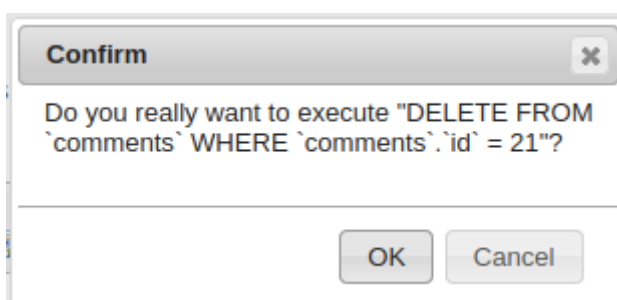 Confirm
Do you really want to execute "DELETE FROM
`comments` WHERE `comments`.`id` = 21"?
OK Cancel